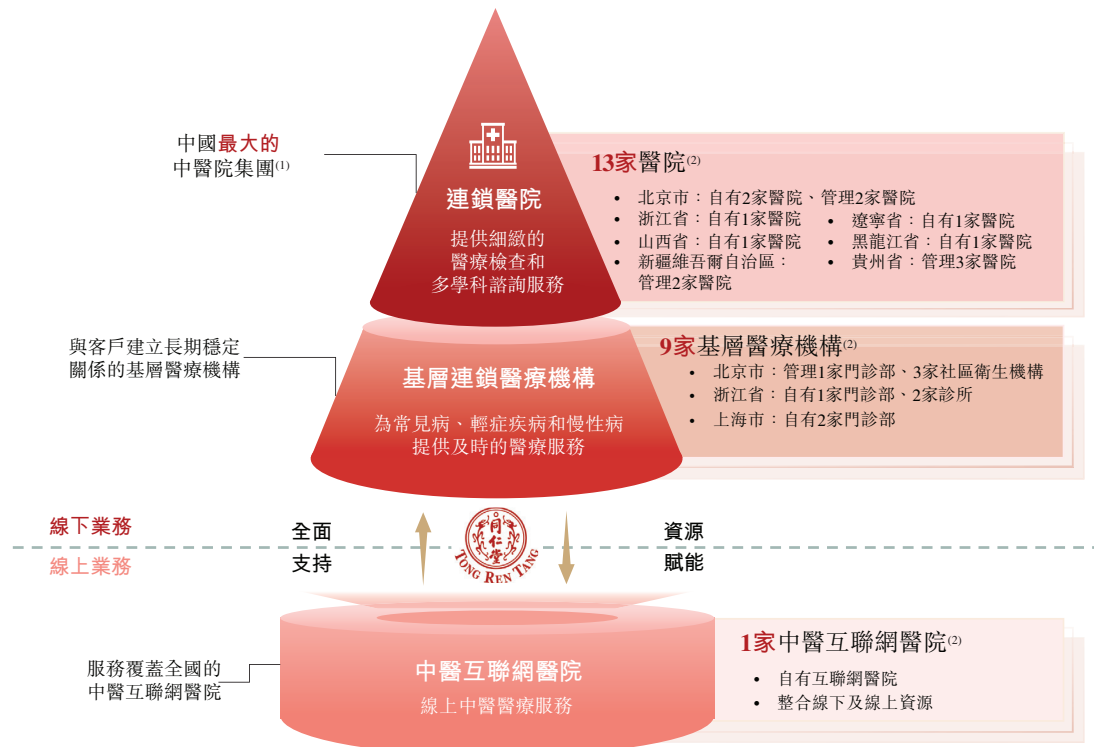 中國最大的
中醫院集團(1)
連鎖醫院
提供細緻的
醫療檢查和
多學科諮詢服務
13家醫院(2)
• 北京市：自有2家醫院、管理2家醫院
• 浙江省：自有1家醫院
• 遼寧省：自有1家醫院
• 山西省：自有1家醫院
• 黑龍江省：自有1家醫院
• 新疆維吾爾自治區：
管理2家醫院
• 貴州省：管理3家醫院
與客戶建立長期穩定
關係的基層醫療機構
基層連鎖醫療機構
為常見病、輕症疾病和慢性病
提供及時的醫療服務
9家基層醫療機構(2)
• 北京市：管理1家門診部、3家社區衛生機構
• 浙江省：自有1家門診部、2家診所
• 上海市：自有2家門診部
線下業務
線上業務
全面
支持
同仁堂
TONG REN TANG
資源
賦能
服務覆蓋全國的
中醫互聯網醫院
中醫互聯網醫院
線上中醫醫療服務
1家中醫互聯網醫院(2)
• 自有互聯網醫院
• 整合線下及線上資源